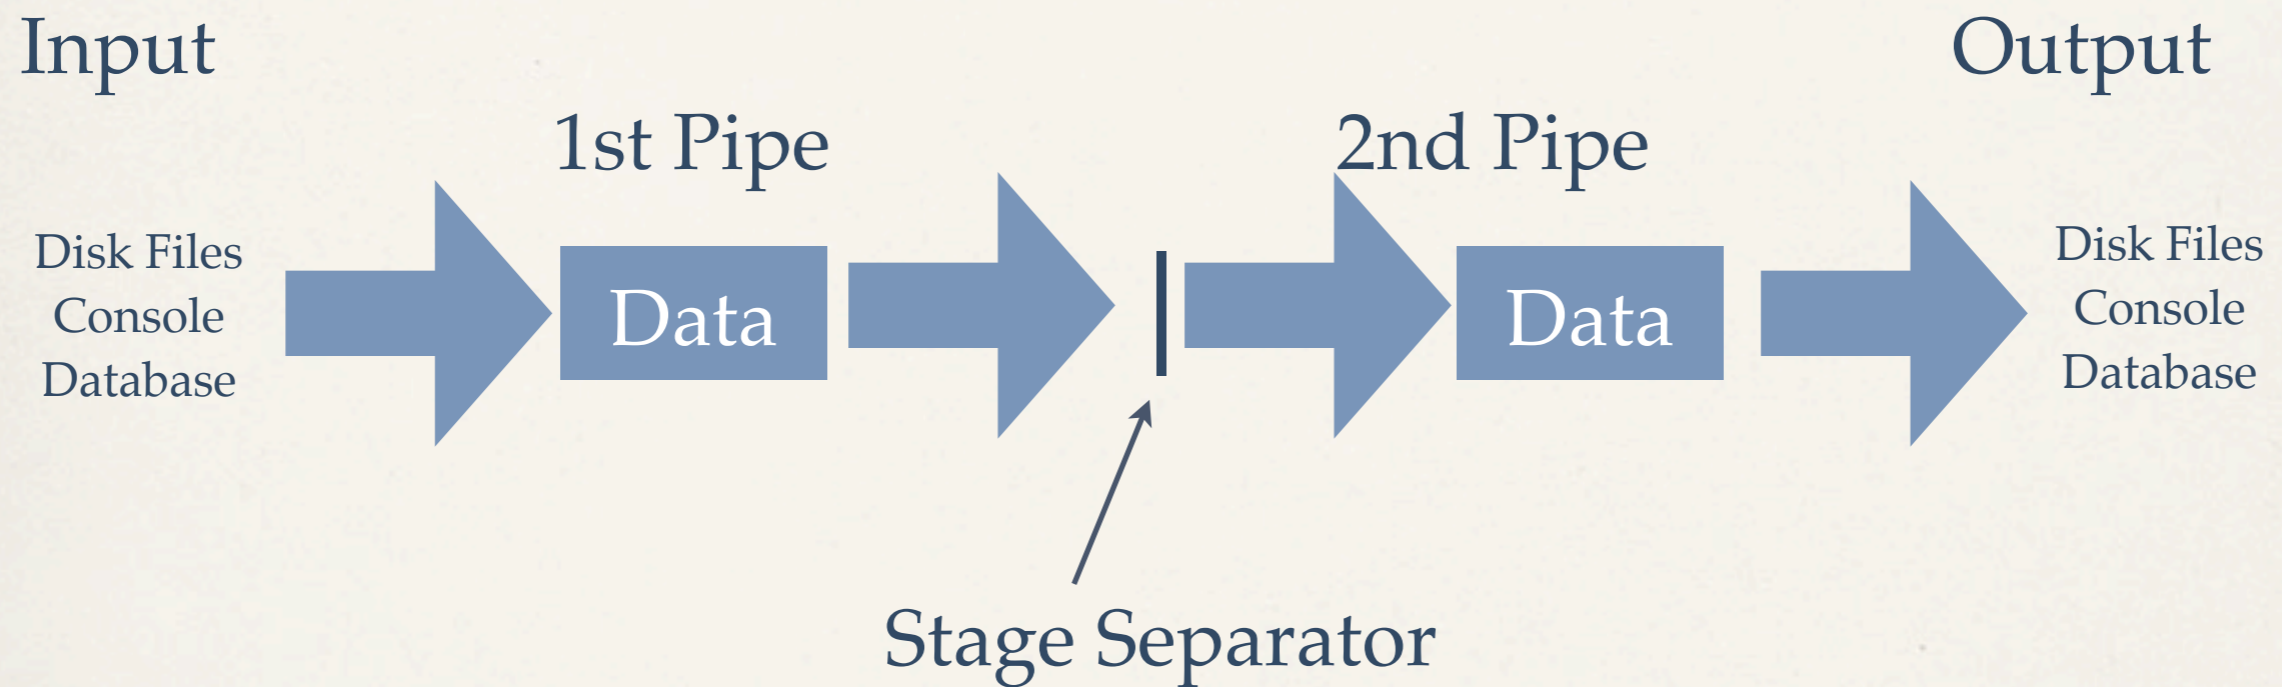 Input
Output
1st Pipe
2nd Pipe
Disk Files
Console
Database
Data
Data
Disk Files
Console
Database
Stage Separator